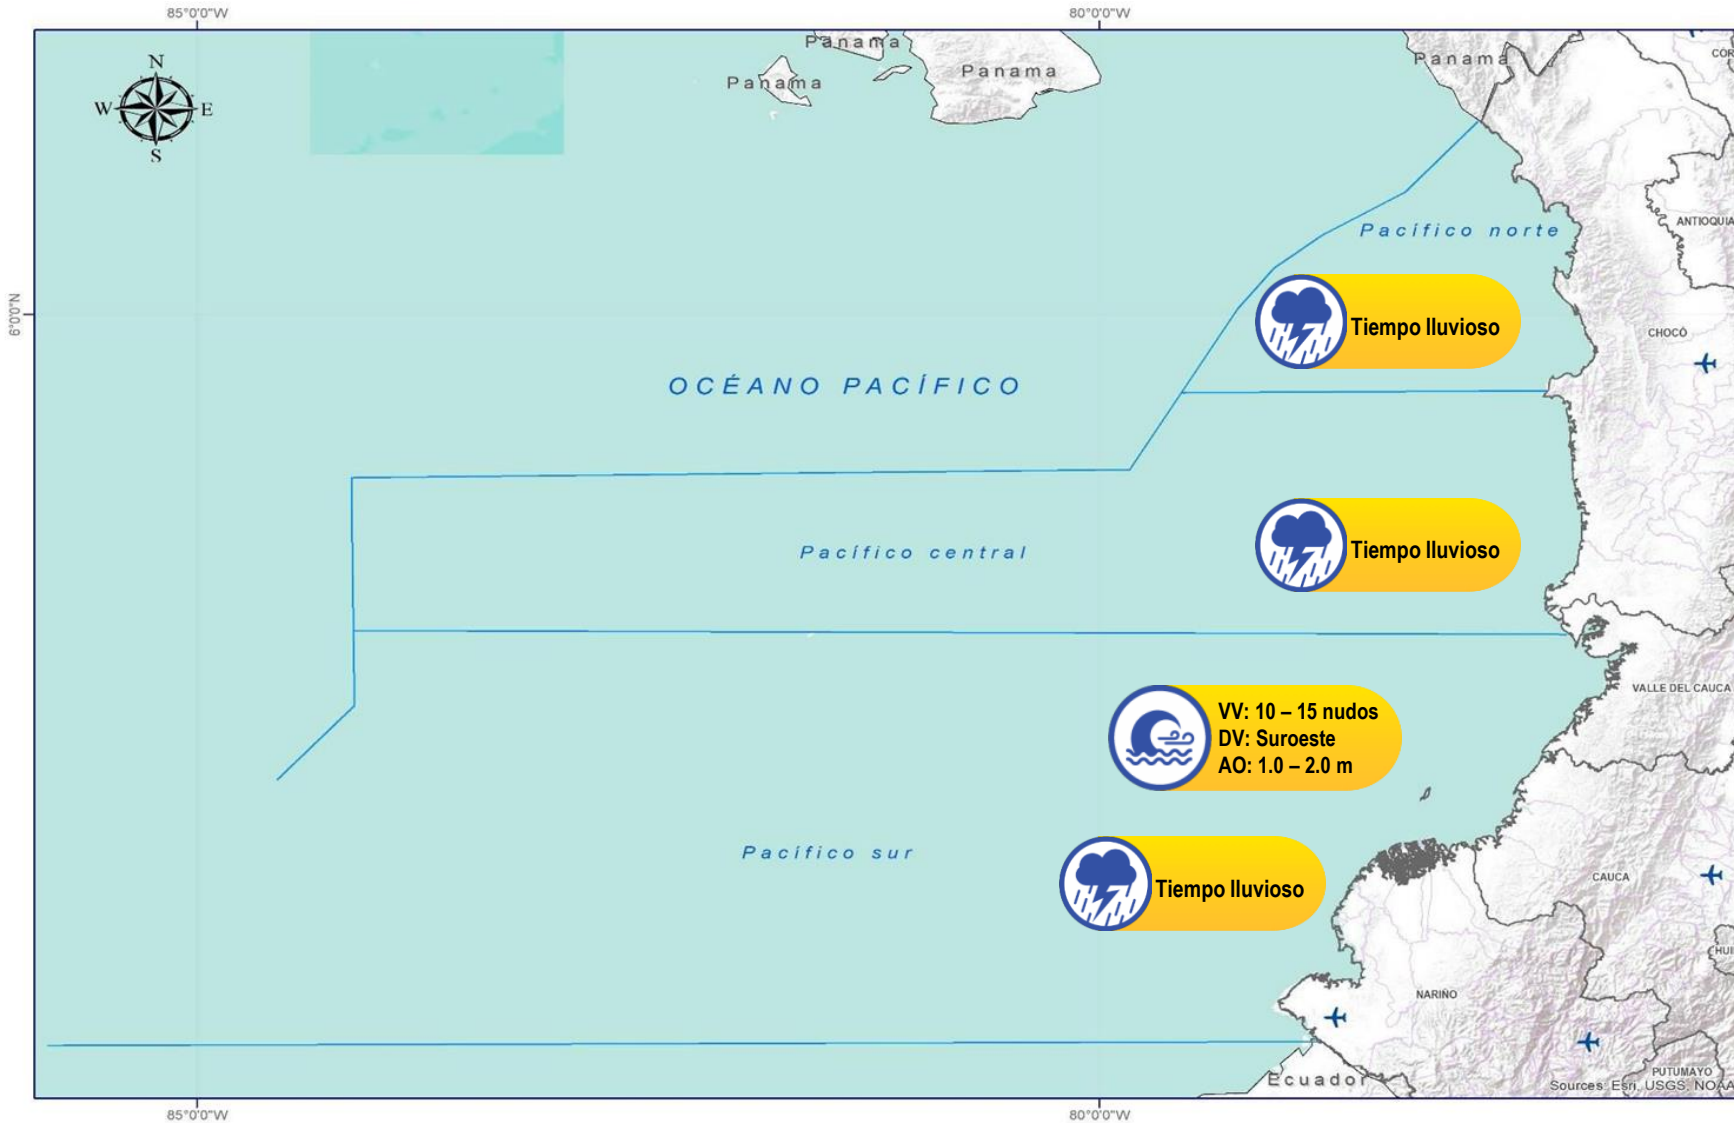 85°0'0"W
80°0'0"W
Panama
Panama
Panama
Panama
N
W
E
S
ANTIOQUIA
Pacífico norte
6°0'0"N
Tiempo lluvioso
CHOCÓ
OCÉANO PACÍFICO
Pacífico central
Tiempo lluvioso
VALLE DEL CAUCA
VV: 10 – 15 nudos
DV: Suroeste
AO: 1.0 – 2.0 m
Pacífico sur
Tiempo lluvioso
CAUCA
NARIÑO
PUTUMAYO
Ecuador
Sources: Esri, USGS, NOAA
85°0'0"W
80°0'0"W